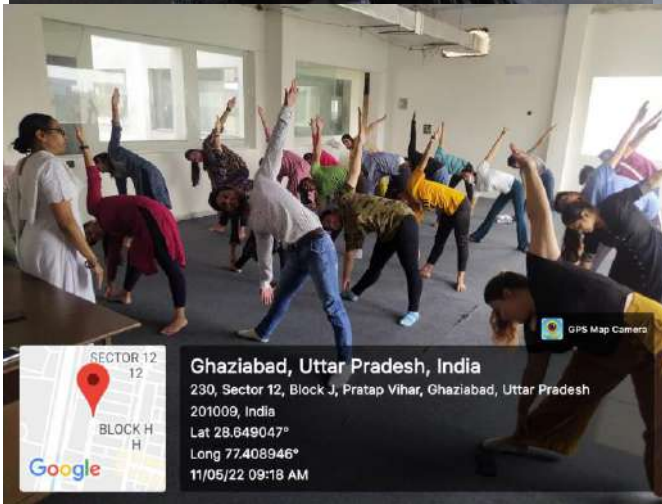 GPS Map Camera
SECTOR 12
12
BLOCK H
H
Google
Ghaziabad, Uttar Pradesh, India
230, Sector 12, Block J, Pratap Vihar, Ghaziabad, Uttar Pradesh
201009, India
Lat 28.649047°
Long 77.408946°
11/05/22 09:18 AM